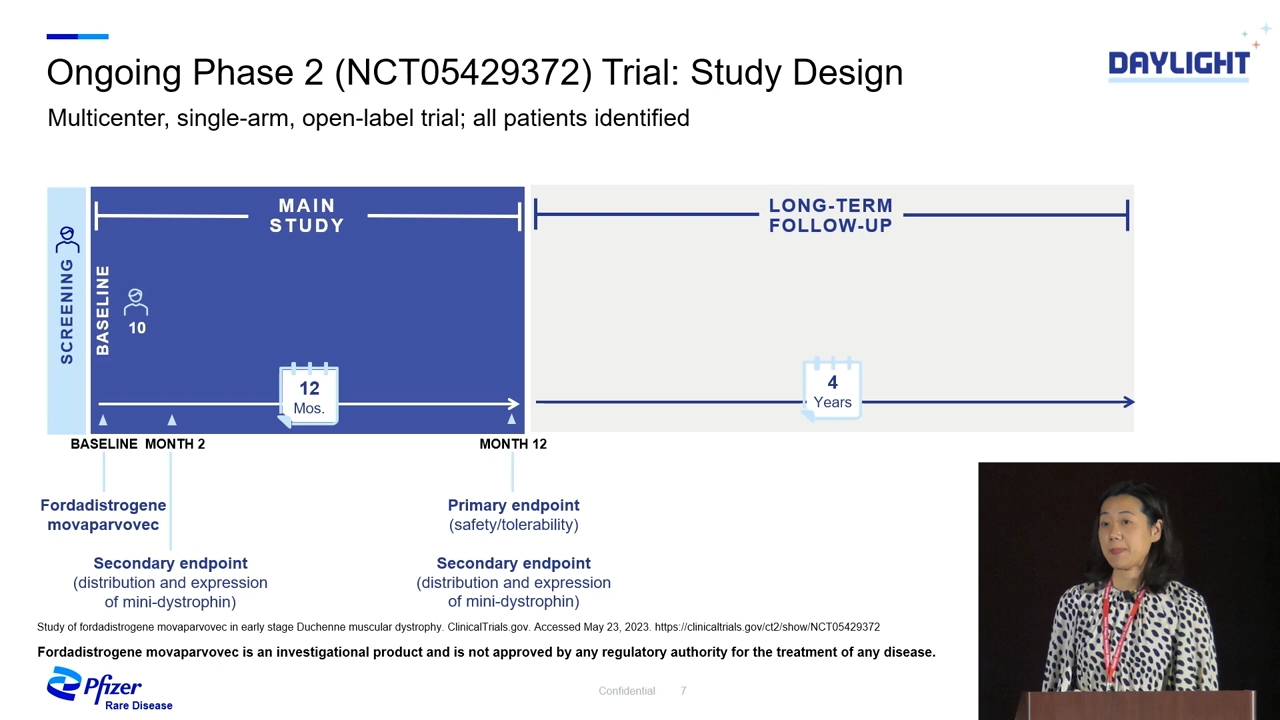 Ongoing Phase 2 (NCT05429372) Trial: Study Design
DAYLIGHT
Multicenter, single-arm, open-label trial; all patients identified
SCREENING
BASELINE
10
MAIN
STUDY
12
Mos.
LONG-TERM
FOLLOW-UP
4
Years
BASELINE MONTH 2
MONTH 12
Fordadistrogene
movaparvovec
Secondary endpoint
(distribution and expression
of mini-dystrophin)
Primary endpoint
(safety/tolerability)
Secondary endpoint
(distribution and expression
of mini-dystrophin)
Study of fordadistrogene movaparvovec in early stage Duchenne muscular dystrophy. ClinicalTrials.gov. Accessed May 23, 2023. https://clinicaltrials.gov/ct2/show/NCT05429372
Fordadistrogene movaparvovec is an investigational product and is not approved by any regulatory authority for the treatment of any disease.
Pfizer
Rare Disease
Confidential 7